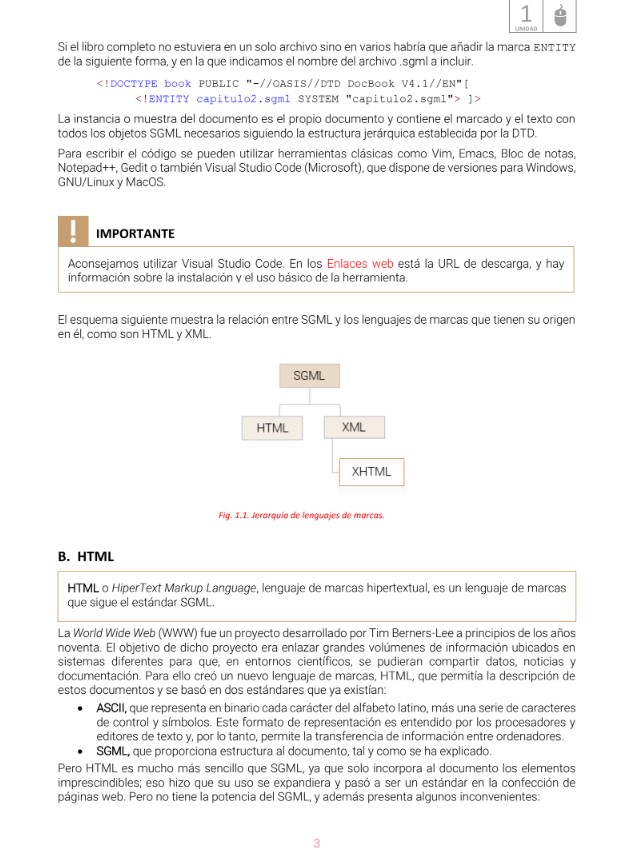 1
UNIDAD
Si el libro completo no estuviera en un solo archivo sino en varios habría que añadir la marca ENTITY
de la siguiente forma, y en la que indicamos el nombre del archivo .sgml a incluir.
<!DOCTYPE book PUBLIC "-//OASIS//DTD DocBook V4.1//EN"[
<!ENTITY capitulo2.sgml SYSTEM "capitulo2.sgml"> ]>
La instancia o muestra del documento es el propio documento y contiene el marcado y el texto con
todos los objetos SGML necesarios siguiendo la estructura jerárquica establecida por la DTD.
Para escribir el código se pueden utilizar herramientas clásicas como Vim, Emacs, Bloc de notas,
Notepad++, Gedit o también Visual Studio Code (Microsoft), que dispone de versiones para Windows,
GNU/Linux y MacOS.
! IMPORTANTE
Aconsejamos utilizar Visual Studio Code. En los Enlaces web está la URL de descarga, y hay
información sobre la instalación y el uso básico de la herramienta.
El esquema siguiente muestra la relación entre SGML y los lenguajes de marcas que tienen su origen
en él, como son HTML y XML.
SGML
HTML XML
XHTML
Fig. 1.1. Jerarquía de lenguajes de marcas.
B. HTML
HTML o HiperText Markup Language, lenguaje de marcas hipertextual, es un lenguaje de marcas
que sigue el estándar SGML.
La World Wide Web (WWW) fue un proyecto desarrollado por Tim Berners-Lee a principios de los años
noventa. El objetivo de dicho proyecto era enlazar grandes volúmenes de información ubicados en
sistemas diferentes para que, en entornos científicos, se pudieran compartir datos, noticias y
documentación. Para ello creó un nuevo lenguaje de marcas, HTML, que permitía la descripción de
estos documentos y se basó en dos estándares que ya existían:
• ASCII, que representa en binario cada carácter del alfabeto latino, más una serie de caracteres
de control y símbolos. Este formato de representación es entendido por los procesadores y
editores de texto y, por lo tanto, permite la transferencia de información entre ordenadores.
• SGML, que proporciona estructura al documento, tal y como se ha explicado.
Pero HTML es mucho más sencillo que SGML, ya que solo incorpora al documento los elementos
imprescindibles; eso hizo que su uso se expandiera y pasó a ser un estándar en la confección de
páginas web. Pero no tiene la potencia del SGML, y además presenta algunos inconvenientes:
3